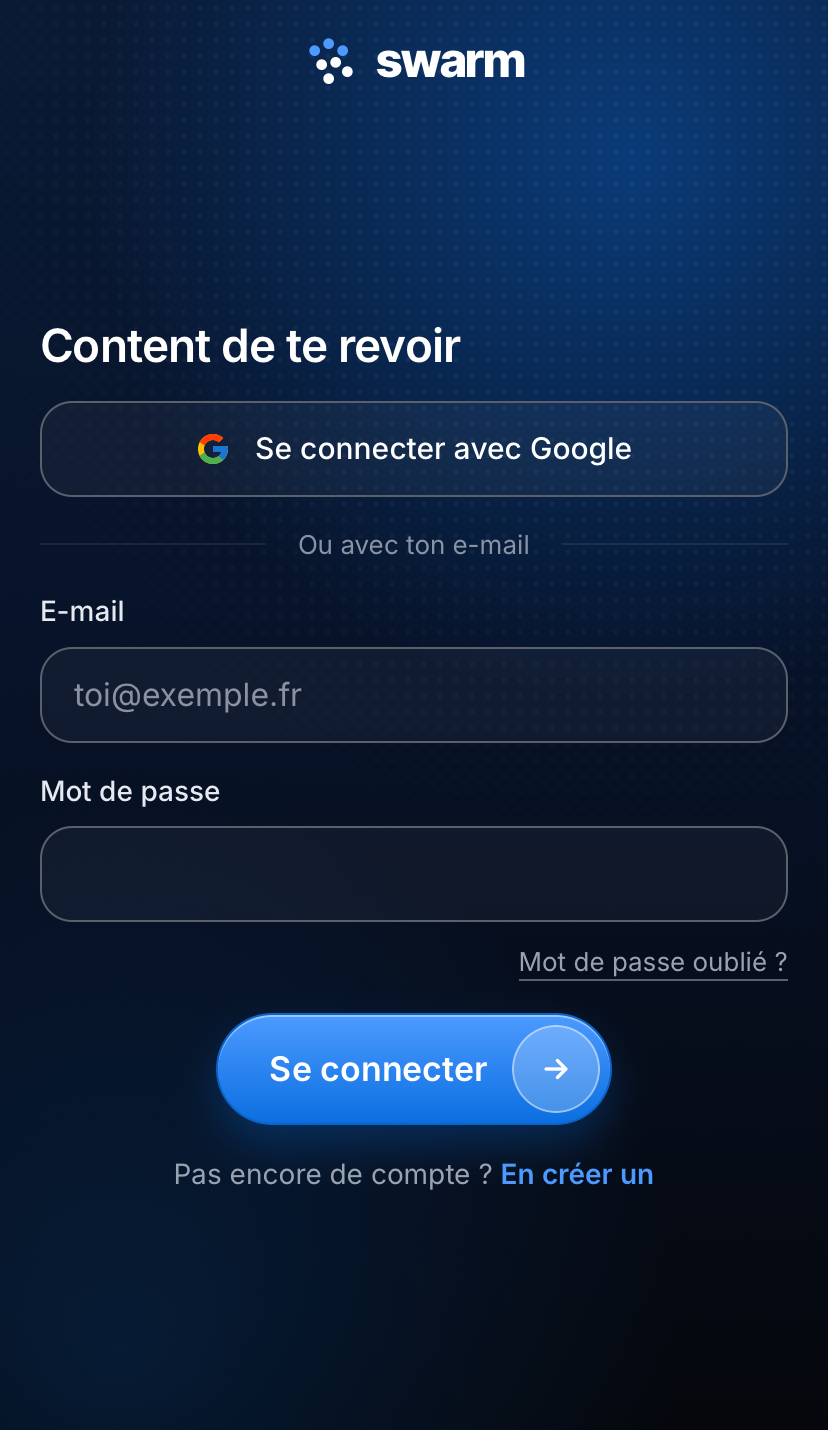 swarm
Content de te revoir
Se connecter avec Google
Ou avec ton e-mail
E-mail
toi@exemple.fr
Mot de passe
Mot de passe oublié ?
Se connecter
Pas encore de compte ? En créer un